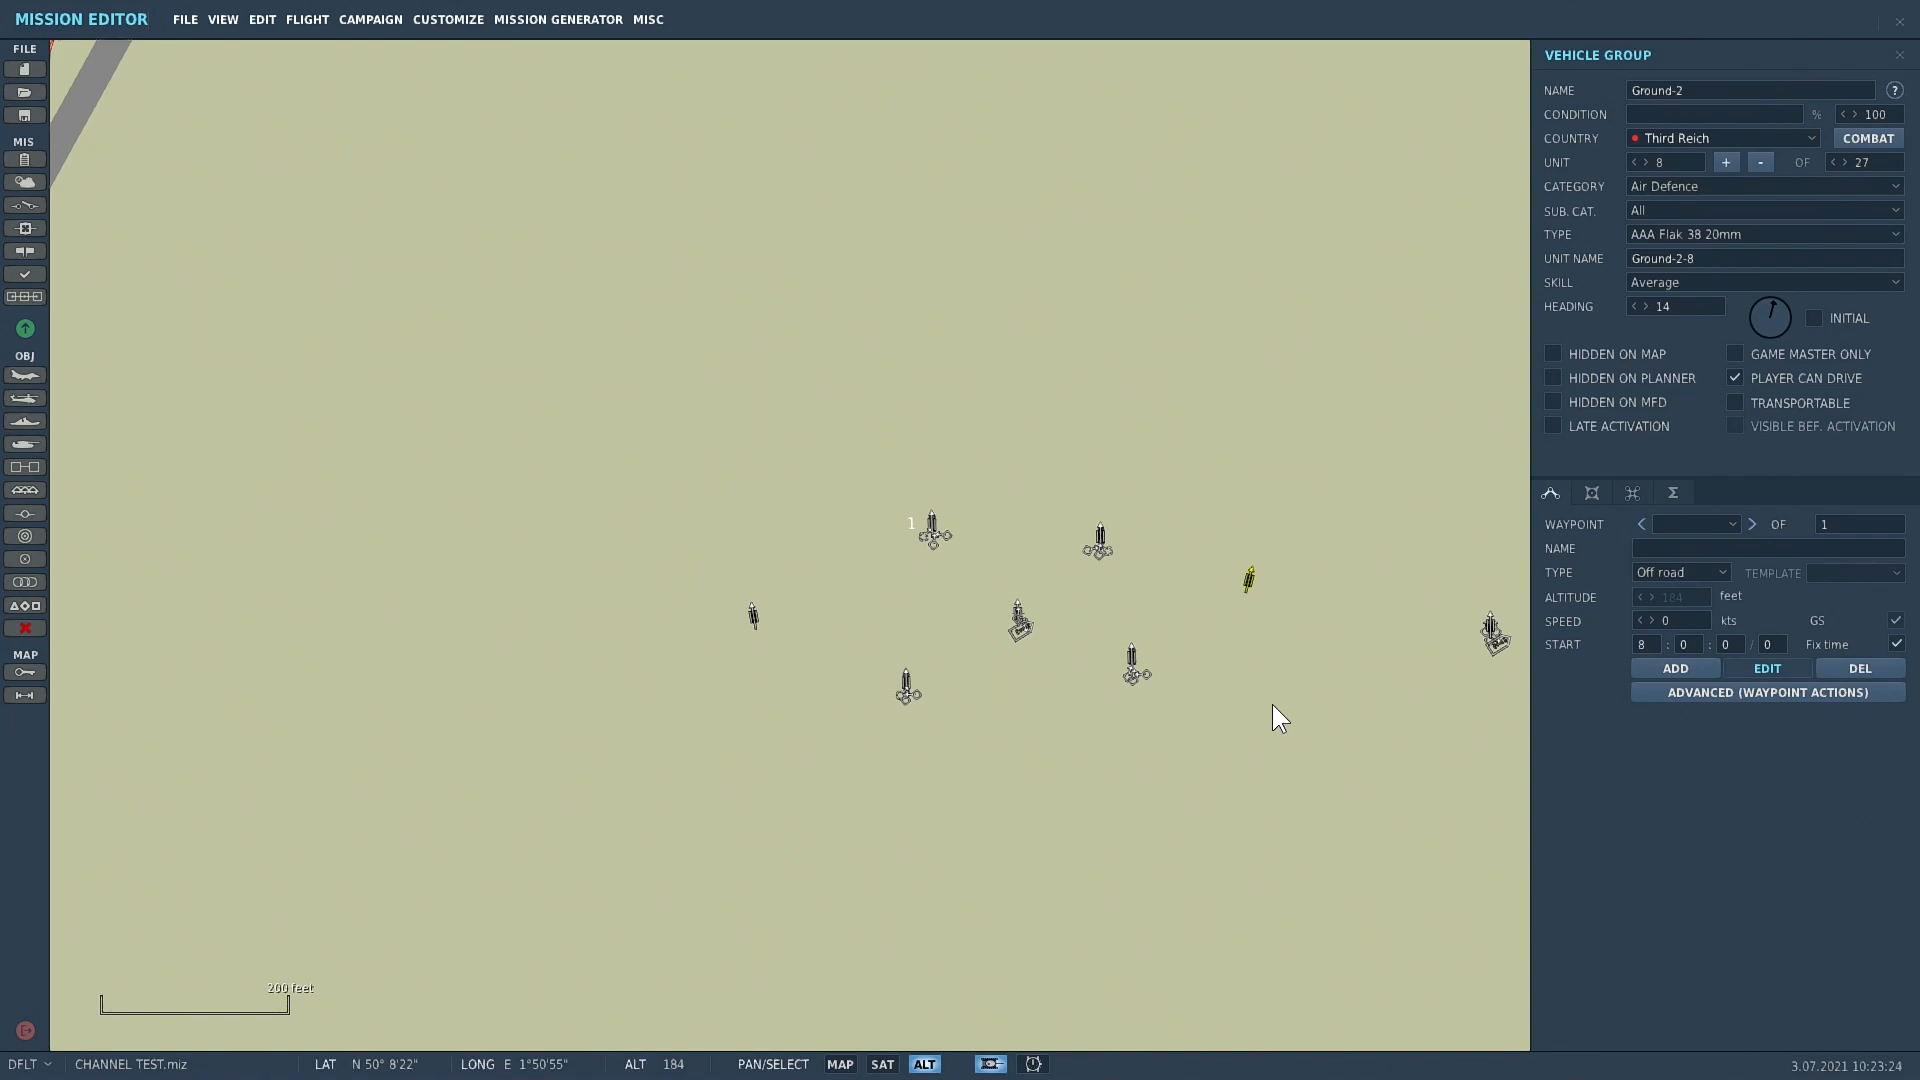 MISSION EDITOR FILE VIEW EDIT FLIGHT CAMPAIGN CUSTOMIZE MISSION GENERATOR MISC
FILE
MIS
OBJ
MAP
1
200 feet
VEHICLE GROUP
NAME Ground-2 ?
CONDITION % 100
COUNTRY Third Reich COMBAT
UNIT 8 + - OF 27
CATEGORY Air Defence
SUB. CAT. All
TYPE AAA Flak 38 20mm
UNIT NAME Ground-2-8
SKILL Average
HEADING 14 INITIAL
HIDDEN ON MAP GAME MASTER ONLY
HIDDEN ON PLANNER PLAYER CAN DRIVE
HIDDEN ON MFD TRANSPORTABLE
LATE ACTIVATION VISIBLE BEF. ACTIVATION
WAYPOINT OF 1
NAME
TYPE Off road TEMPLATE
ALTITUDE 184 feet
SPEED 0 kts GS
START 8 : 0 : 0 / 0 Fix time
ADD EDIT DEL
ADVANCED (WAYPOINT ACTIONS)
DFLT CHANNEL TEST.miz LAT N 50° 8'22" LONG E 1°50'55" ALT 184 PAN/SELECT MAP SAT ALT 3.07.2021 10:23:24